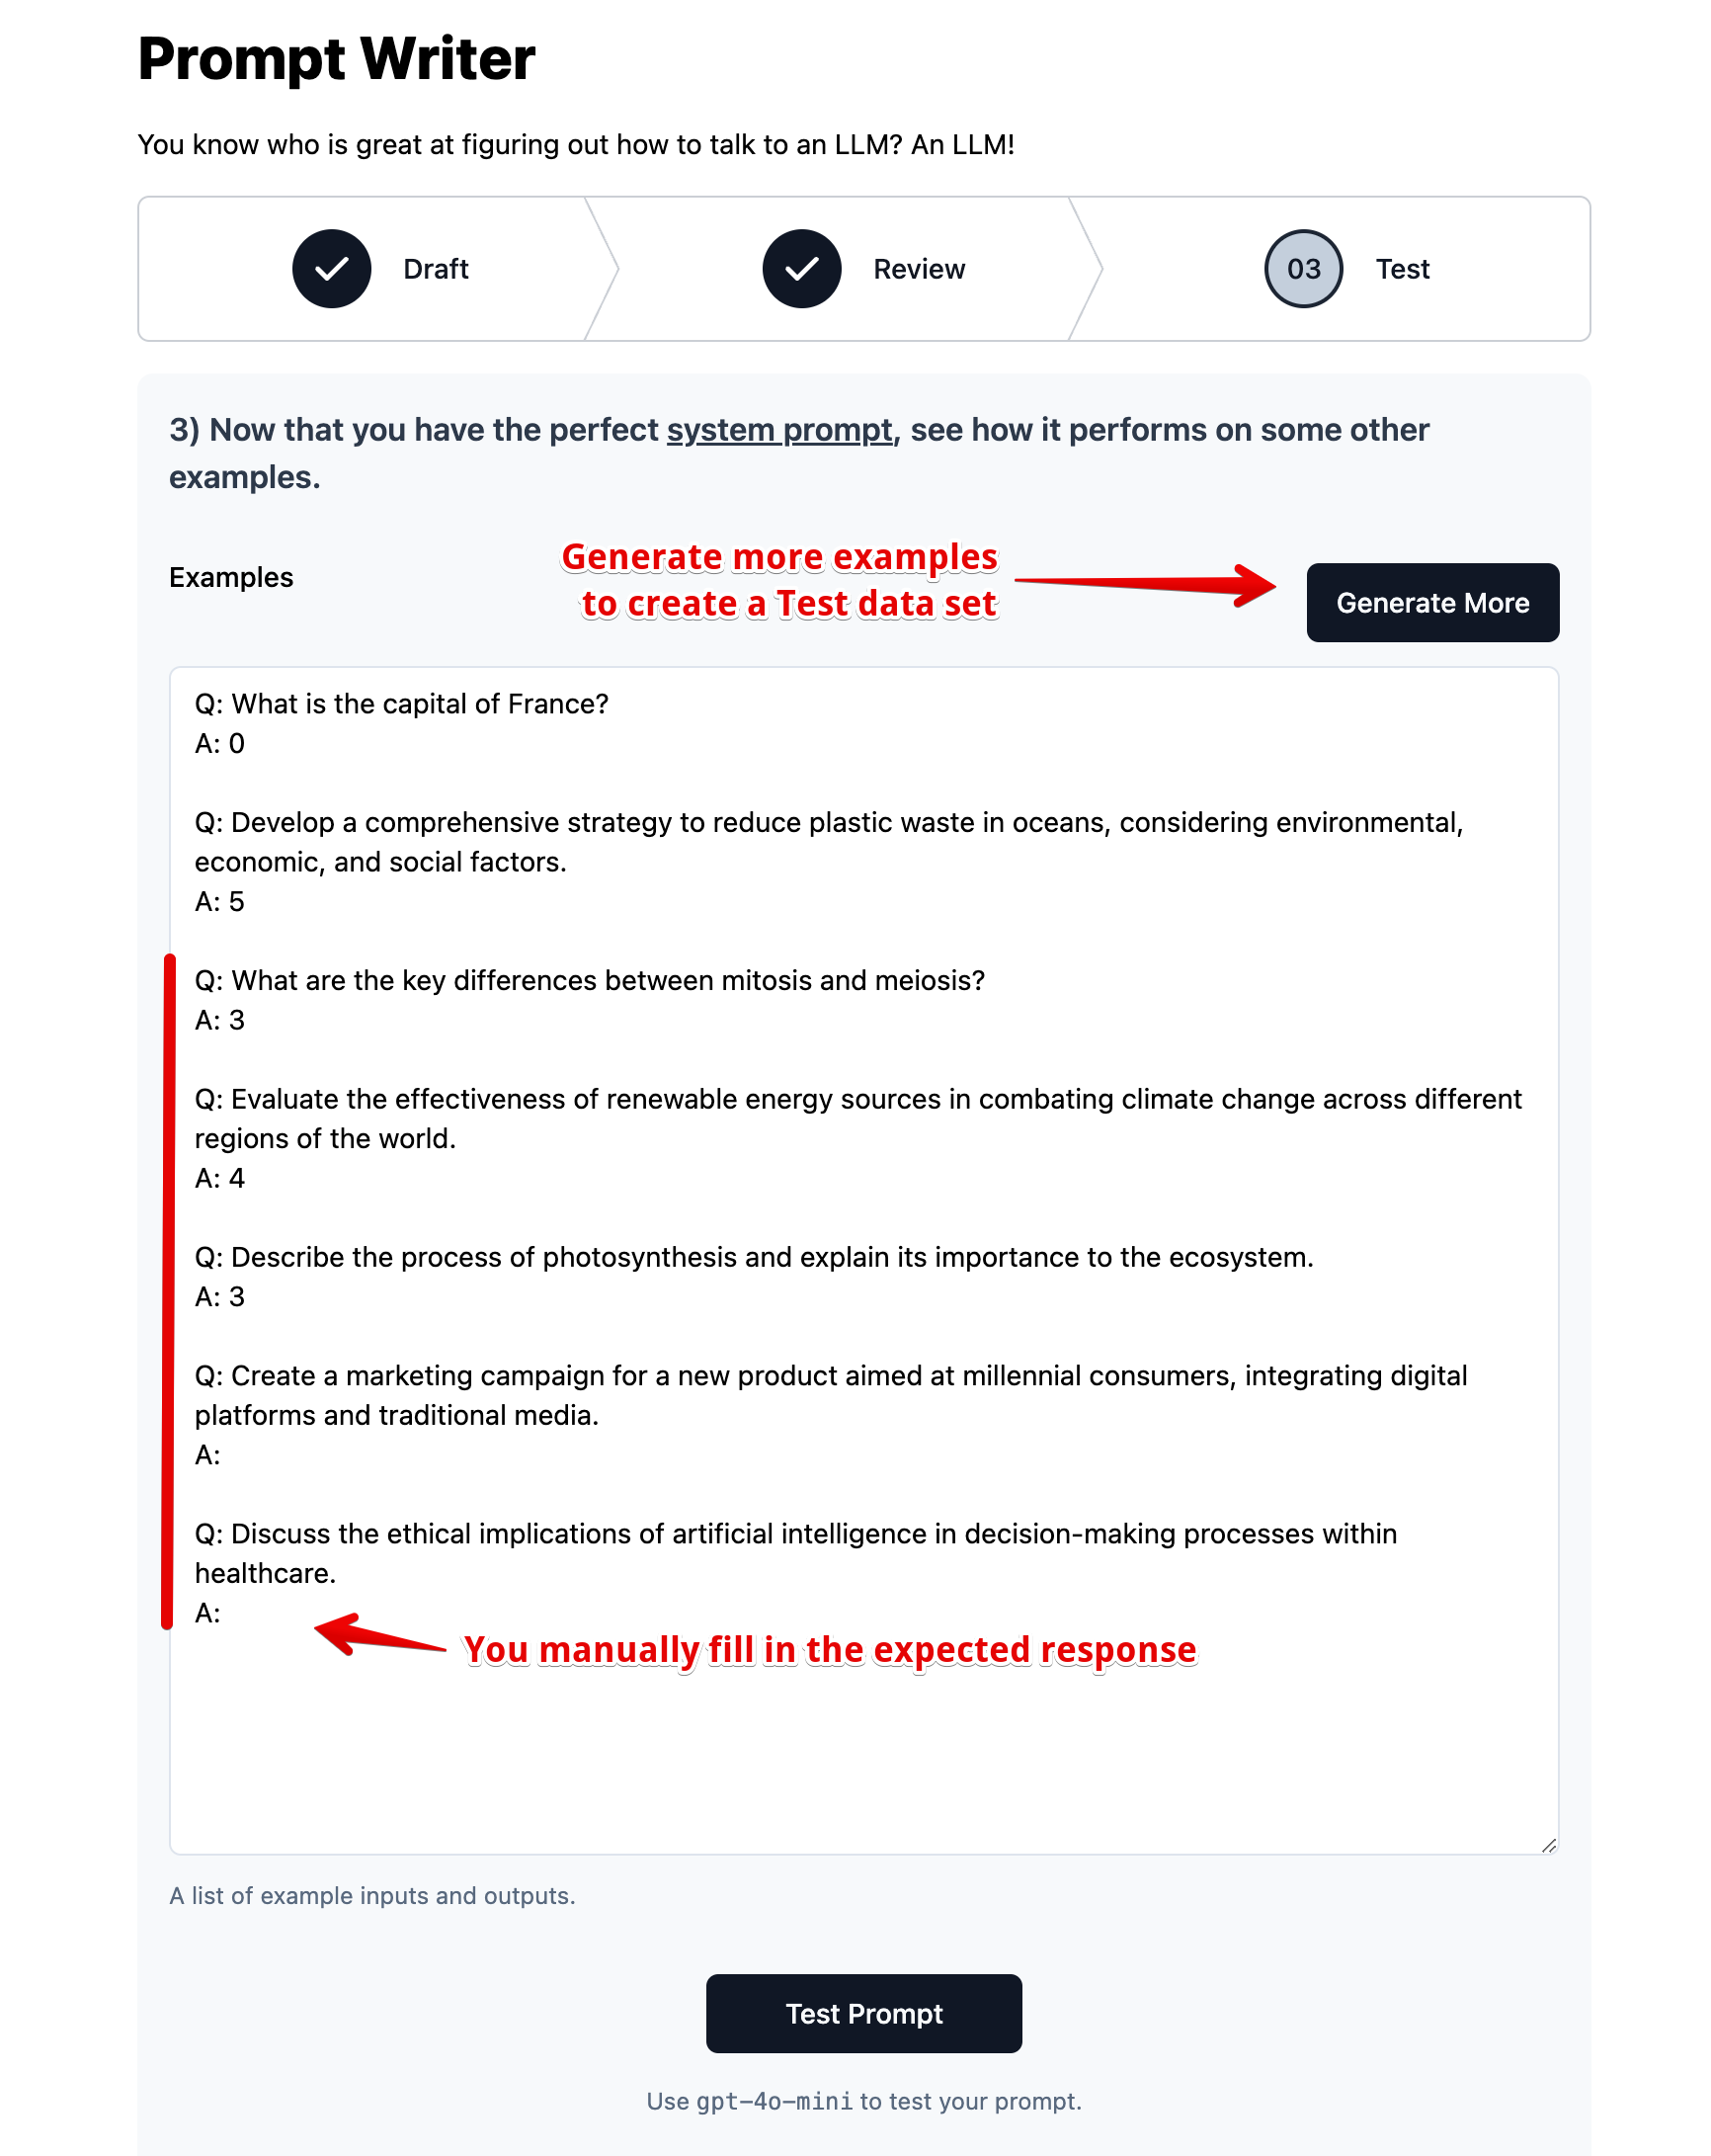 Prompt Writer
You know who is great at figuring out how to talk to an LLM? An LLM!
Draft
Review
03 Test
3) Now that you have the perfect system prompt, see how it performs on some other
examples.
Generate more examples
to create a Test data set
Examples
Generate More
Q: What is the capital of France?
A: 0
Q: Develop a comprehensive strategy to reduce plastic waste in oceans, considering environmental,
economic, and social factors.
A: 5
Q: What are the key differences between mitosis and meiosis?
A: 3
Q: Evaluate the effectiveness of renewable energy sources in combating climate change across different
regions of the world.
A: 4
Q: Describe the process of photosynthesis and explain its importance to the ecosystem.
A: 3
Q: Create a marketing campaign for a new product aimed at millennial consumers, integrating digital
platforms and traditional media.
A:
Q: Discuss the ethical implications of artificial intelligence in decision-making processes within
healthcare.
A:
You manually fill in the expected response
A list of example inputs and outputs.
Test Prompt
Use gpt-4o-mini to test your prompt.